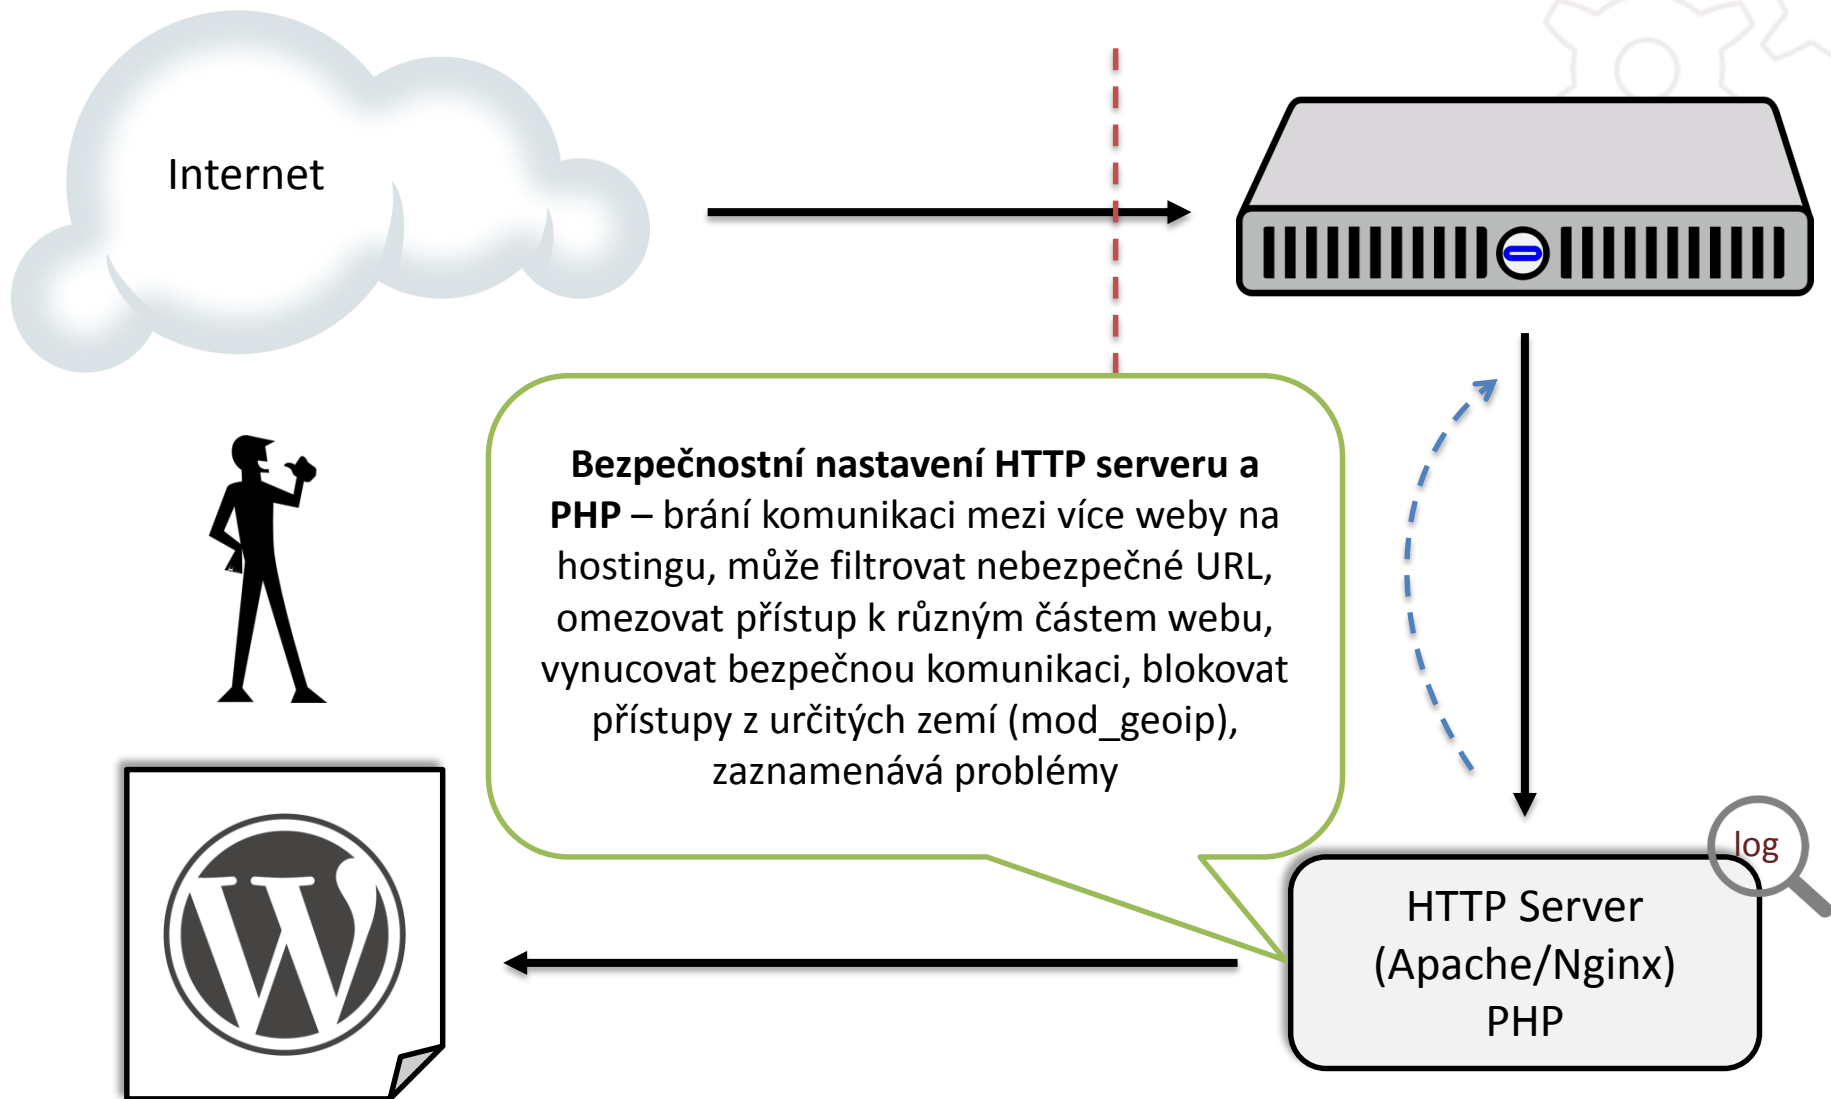 Internet
Bezpečnostní nastavení HTTP serveru a
PHP – brání komunikaci mezi více weby na
hostingu, může filtrovat nebezpečné URL,
omezovat přístup k různým částem webu,
vynucovat bezpečnou komunikaci, blokovat
přístupy z určitých zemí (mod_geoip),
zaznamenává problémy
log
HTTP Server
(Apache/Nginx)
PHP